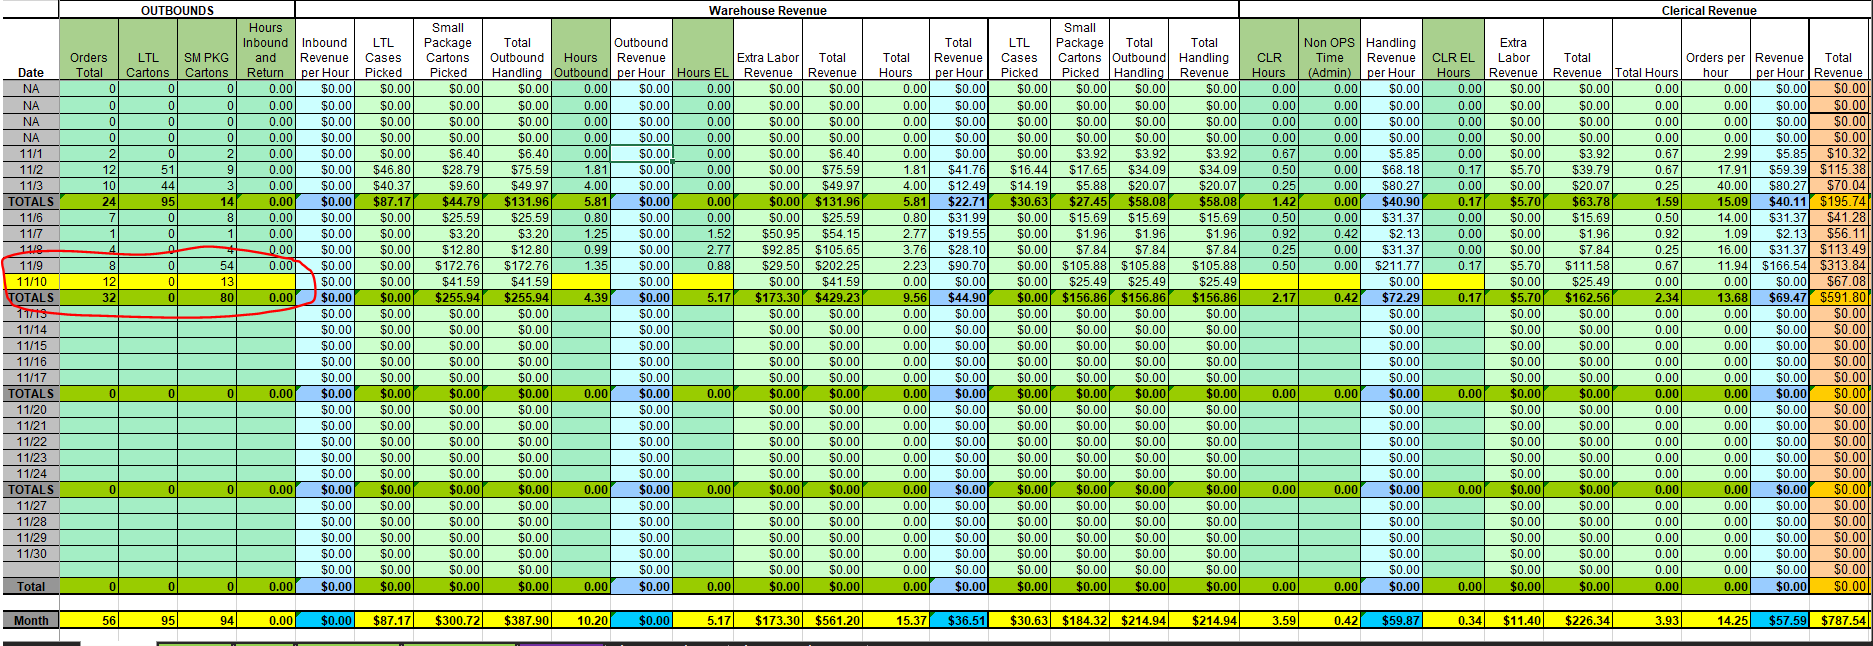 OUTBOUNDS Warehouse Revenue Clerical Revenue
Date Orders Total LTL Cartons SM PKG Cartons Hours Inbound and Return Inbound Revenue per Hour LTL Cases Picked Small Package Cartons Picked Total Outbound Handling Hours Outbound Outbound Revenue per Hour Hours EL Extra Labor Revenue Total Revenue Total Hours Total Revenue per Hour LTL Cases Picked Small Package Cartons Picked Total Outbound Handling Total Handling Revenue CLR Hours Non OPS Time (Admin) Handling Revenue per Hour CLR EL Hours Extra Labor Revenue Total Revenue Total Hours Orders per hour Revenue per Hour Total Revenue
NA 0 0 0 0.00 $0.00 $0.00 $0.00 $0.00 0.00 $0.00 0.00 $0.00 $0.00 0.00 $0.00 $0.00 $0.00 $0.00 $0.00 0.00 0.00 $0.00 0.00 $0.00 $0.00 0.00 0.00 $0.00 $0.00
NA 0 0 0 0.00 $0.00 $0.00 $0.00 $0.00 0.00 $0.00 0.00 $0.00 $0.00 0.00 $0.00 $0.00 $0.00 $0.00 $0.00 0.00 0.00 $0.00 0.00 $0.00 $0.00 0.00 0.00 $0.00 $0.00
NA 0 0 0 0.00 $0.00 $0.00 $0.00 $0.00 0.00 $0.00 0.00 $0.00 $0.00 0.00 $0.00 $0.00 $0.00 $0.00 $0.00 0.00 0.00 $0.00 0.00 $0.00 $0.00 0.00 0.00 $0.00 $0.00
NA 0 0 0 0.00 $0.00 $0.00 $0.00 $0.00 0.00 $0.00 0.00 $0.00 $0.00 0.00 $0.00 $0.00 $0.00 $0.00 $0.00 0.00 0.00 $0.00 0.00 $0.00 $0.00 0.00 0.00 $0.00 $0.00
11/1 2 0 2 0.00 $0.00 $0.00 $6.40 $6.40 0.00 $0.00 0.00 $0.00 $6.40 0.00 $0.00 $0.00 $3.92 $3.92 $3.92 0.67 0.00 $5.85 0.00 $0.00 $3.92 0.67 2.99 $5.85 $10.32
11/2 12 51 9 0.00 $0.00 $46.80 $28.79 $75.59 1.81 $0.00 0.00 $0.00 $75.59 1.81 $41.76 $16.44 $17.65 $34.09 $34.09 0.50 0.00 $68.18 0.17 $5.70 $39.79 0.67 17.91 $59.39 $115.38
11/3 10 44 3 0.00 $0.00 $40.37 $9.60 $49.97 4.00 $0.00 0.00 $0.00 $49.97 4.00 $12.49 $14.19 $5.88 $20.07 $20.07 0.25 0.00 $80.27 0.00 $0.00 $20.07 0.25 40.00 $80.27 $70.04
TOTALS 24 95 14 0.00 $0.00 $87.17 $44.79 $131.96 5.81 $0.00 0.00 $0.00 $131.96 5.81 $22.71 $30.63 $27.45 $58.08 $58.08 1.42 0.00 $40.90 0.17 $5.70 $63.78 1.59 15.09 $40.11 $195.74
11/6 7 0 8 0.00 $0.00 $0.00 $25.59 $25.59 0.80 $0.00 0.00 $0.00 $25.59 0.80 $31.99 $0.00 $15.69 $15.69 $15.69 0.50 0.00 $31.37 0.00 $0.00 $15.69 0.50 14.00 $31.37 $41.28
11/7 1 0 1 0.00 $0.00 $0.00 $3.20 $3.20 1.25 $0.00 1.52 $50.95 $54.15 2.77 $19.55 $0.00 $1.96 $1.96 $1.96 0.92 0.42 $2.13 0.00 $0.00 $1.96 0.92 1.09 $2.13 $56.11
11/8 4 0 4 0.00 $0.00 $0.00 $12.80 $12.80 0.99 $0.00 2.77 $92.85 $105.65 3.76 $28.10 $0.00 $7.84 $7.84 $7.84 0.25 0.00 $31.37 0.00 $0.00 $7.84 0.25 16.00 $31.37 $113.49
11/9 8 0 54 0.00 $0.00 $0.00 $172.76 $172.76 1.35 $0.00 0.88 $29.50 $202.25 2.23 $90.70 $0.00 $105.88 $105.88 $105.88 0.50 0.00 $211.77 0.17 $5.70 $111.58 0.67 11.94 $166.54 $313.84
11/10 12 0 13 $0.00 $0.00 $41.59 $41.59 $0.00 $0.00 $41.59 0.00 $0.00 $0.00 $25.49 $25.49 $25.49 $0.00 $0.00 $25.49 0.00 0.00 $0.00 $67.08
TOTALS 32 0 80 0.00 $0.00 $0.00 $255.94 $255.94 4.39 $0.00 5.17 $173.30 $429.23 9.56 $44.90 $0.00 $156.86 $156.86 $156.86 2.17 0.42 $72.29 0.17 $5.70 $162.56 2.34 13.68 $69.47 $591.80
11/13 $0.00 $0.00 $0.00 $0.00 $0.00 $0.00 $0.00 0.00 $0.00 $0.00 $0.00 $0.00 $0.00 $0.00 $0.00 $0.00 0.00 0.00 $0.00 $0.00
11/14 $0.00 $0.00 $0.00 $0.00 $0.00 $0.00 $0.00 0.00 $0.00 $0.00 $0.00 $0.00 $0.00 $0.00 $0.00 $0.00 0.00 0.00 $0.00 $0.00
11/15 $0.00 $0.00 $0.00 $0.00 $0.00 $0.00 $0.00 0.00 $0.00 $0.00 $0.00 $0.00 $0.00 $0.00 $0.00 $0.00 0.00 0.00 $0.00 $0.00
11/16 $0.00 $0.00 $0.00 $0.00 $0.00 $0.00 $0.00 0.00 $0.00 $0.00 $0.00 $0.00 $0.00 $0.00 $0.00 $0.00 0.00 0.00 $0.00 $0.00
11/17 $0.00 $0.00 $0.00 $0.00 $0.00 $0.00 $0.00 0.00 $0.00 $0.00 $0.00 $0.00 $0.00 $0.00 $0.00 $0.00 0.00 0.00 $0.00 $0.00
TOTALS 0 0 0 0.00 $0.00 $0.00 $0.00 $0.00 0.00 $0.00 0.00 $0.00 $0.00 0.00 $0.00 $0.00 $0.00 $0.00 $0.00 0.00 0.00 $0.00 0.00 $0.00 $0.00 0.00 0.00 $0.00 $0.00
11/20 $0.00 $0.00 $0.00 $0.00 $0.00 $0.00 $0.00 0.00 $0.00 $0.00 $0.00 $0.00 $0.00 $0.00 $0.00 $0.00 0.00 0.00 $0.00 $0.00
11/21 $0.00 $0.00 $0.00 $0.00 $0.00 $0.00 $0.00 0.00 $0.00 $0.00 $0.00 $0.00 $0.00 $0.00 $0.00 $0.00 0.00 0.00 $0.00 $0.00
11/22 $0.00 $0.00 $0.00 $0.00 $0.00 $0.00 $0.00 0.00 $0.00 $0.00 $0.00 $0.00 $0.00 $0.00 $0.00 $0.00 0.00 0.00 $0.00 $0.00
11/23 $0.00 $0.00 $0.00 $0.00 $0.00 $0.00 $0.00 0.00 $0.00 $0.00 $0.00 $0.00 $0.00 $0.00 $0.00 $0.00 0.00 0.00 $0.00 $0.00
11/24 $0.00 $0.00 $0.00 $0.00 $0.00 $0.00 $0.00 0.00 $0.00 $0.00 $0.00 $0.00 $0.00 $0.00 $0.00 $0.00 0.00 0.00 $0.00 $0.00
TOTALS 0 0 0 0.00 $0.00 $0.00 $0.00 $0.00 0.00 $0.00 0.00 $0.00 $0.00 0.00 $0.00 $0.00 $0.00 $0.00 $0.00 0.00 0.00 $0.00 0.00 $0.00 $0.00 0.00 0.00 $0.00 $0.00
11/27 $0.00 $0.00 $0.00 $0.00 $0.00 $0.00 $0.00 0.00 $0.00 $0.00 $0.00 $0.00 $0.00 $0.00 $0.00 $0.00 0.00 0.00 $0.00 $0.00
11/28 $0.00 $0.00 $0.00 $0.00 $0.00 $0.00 $0.00 0.00 $0.00 $0.00 $0.00 $0.00 $0.00 $0.00 $0.00 $0.00 0.00 0.00 $0.00 $0.00
11/29 $0.00 $0.00 $0.00 $0.00 $0.00 $0.00 $0.00 0.00 $0.00 $0.00 $0.00 $0.00 $0.00 $0.00 $0.00 $0.00 0.00 0.00 $0.00 $0.00
11/30 $0.00 $0.00 $0.00 $0.00 $0.00 $0.00 $0.00 0.00 $0.00 $0.00 $0.00 $0.00 $0.00 $0.00 $0.00 $0.00 0.00 0.00 $0.00 $0.00
$0.00 $0.00 $0.00 $0.00 $0.00 $0.00 $0.00 0.00 $0.00 $0.00 $0.00 $0.00 $0.00 $0.00 $0.00 $0.00 0.00 0.00 $0.00 $0.00
Total 0 0 0 0.00 $0.00 $0.00 $0.00 $0.00 0.00 $0.00 0.00 $0.00 $0.00 0.00 $0.00 $0.00 $0.00 $0.00 $0.00 0.00 0.00 $0.00 0.00 $0.00 $0.00 0.00 0.00 $0.00 $0.00
Month 56 95 94 0.00 $0.00 $87.17 $300.72 $387.90 10.20 $0.00 5.17 $173.30 $561.20 15.37 $36.51 $30.63 $184.32 $214.94 $214.94 3.59 0.42 $59.87 0.34 $11.40 $226.34 3.93 14.25 $57.59 $787.54